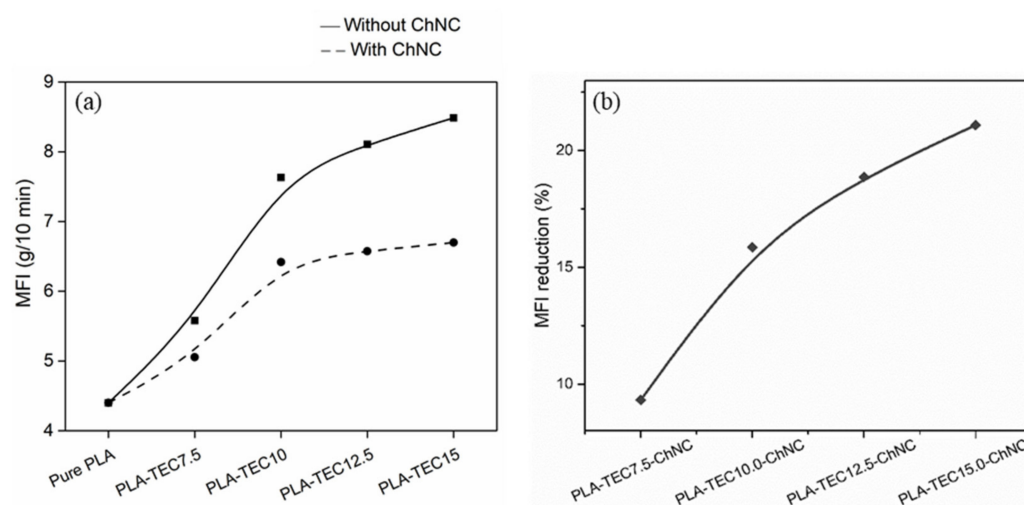 Without ChNC
With ChNC
(a)
MFI (g/10 min)
9
8
7
6
5
4
Pure PLA
PLA-TEC7.5
PLA-TEC10
PLA-TEC12.5
PLA-TEC15
(b)
MFI reduction (%)
20
15
10
PLA-TEC7.5-ChNC
PLA-TEC10.0-ChNC
PLA-TEC12.5-ChNC
PLA-TEC15.0-ChNC